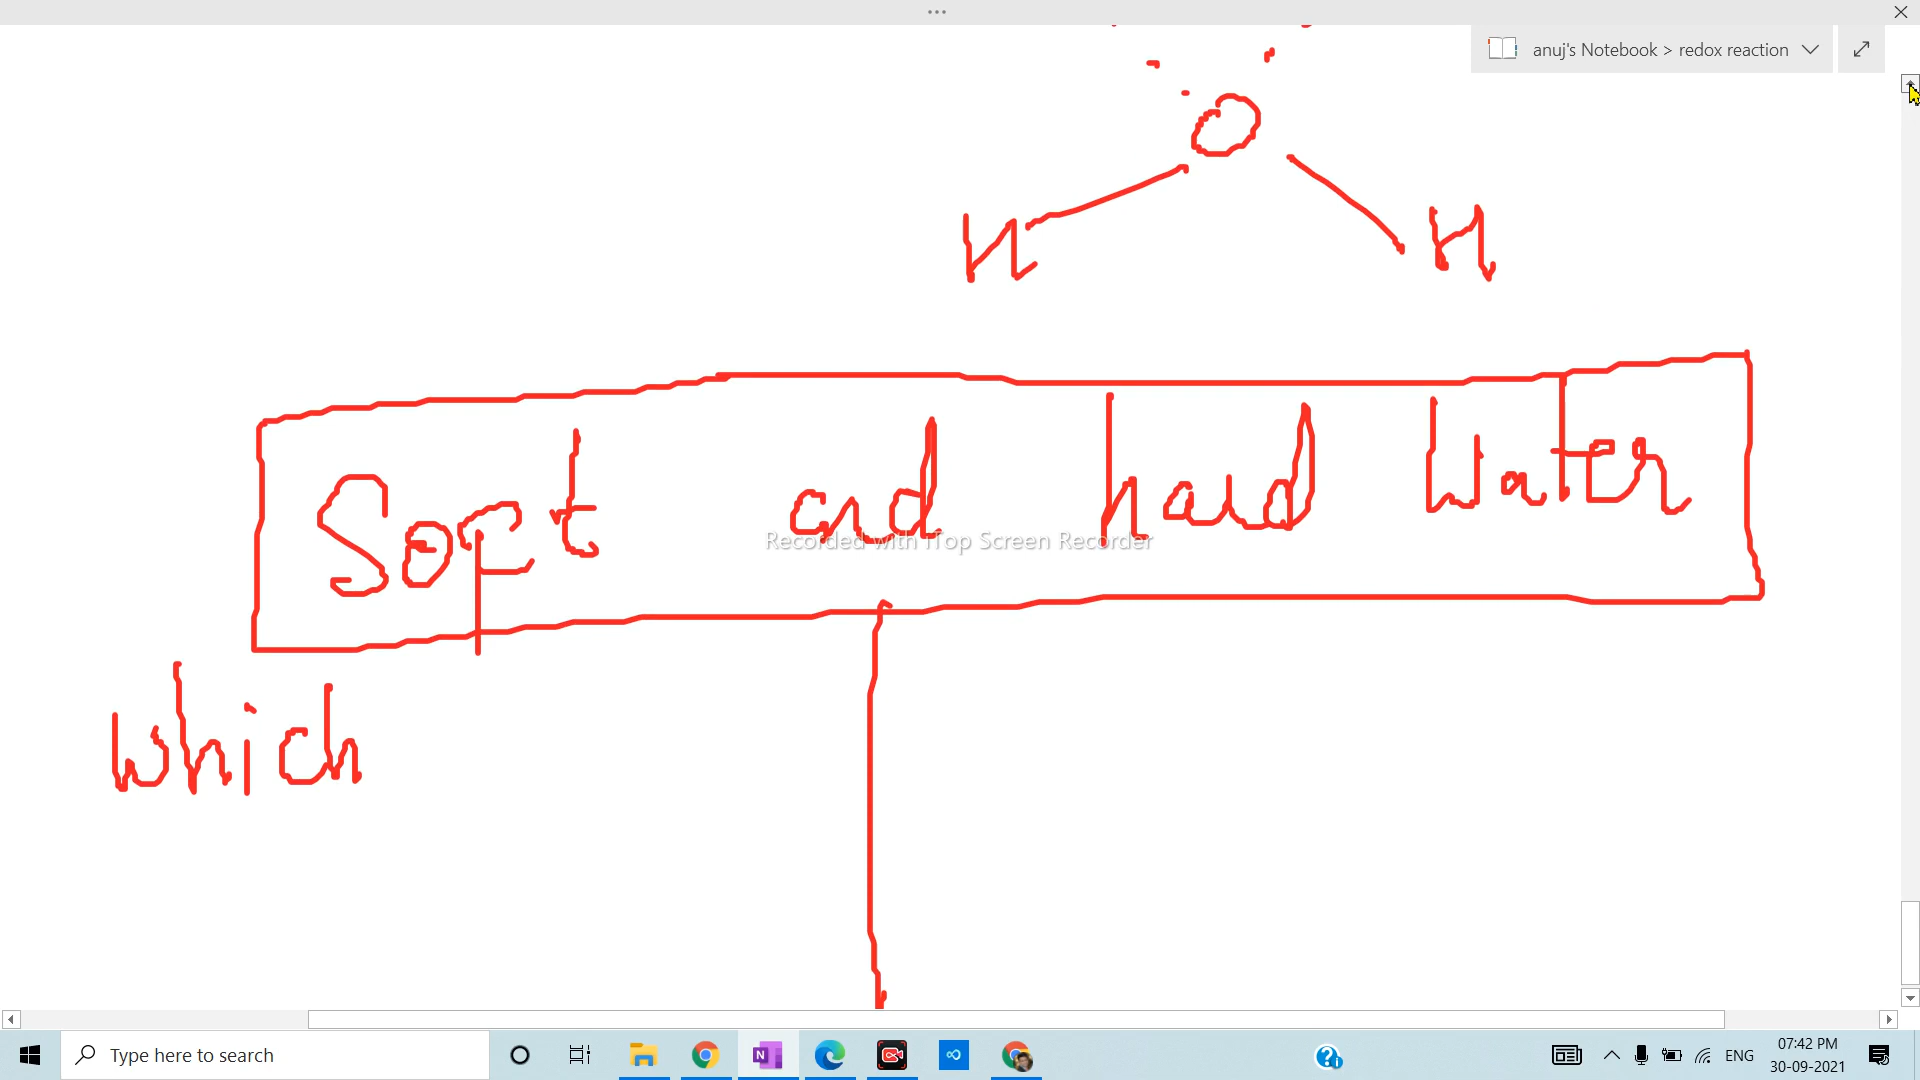 anuj's Notebook > redox reaction
O
H H
Soft and hard Water
Recorded with iTop Screen Recorder
which
Type here to search
ENG
07:42 PM
30-09-2021